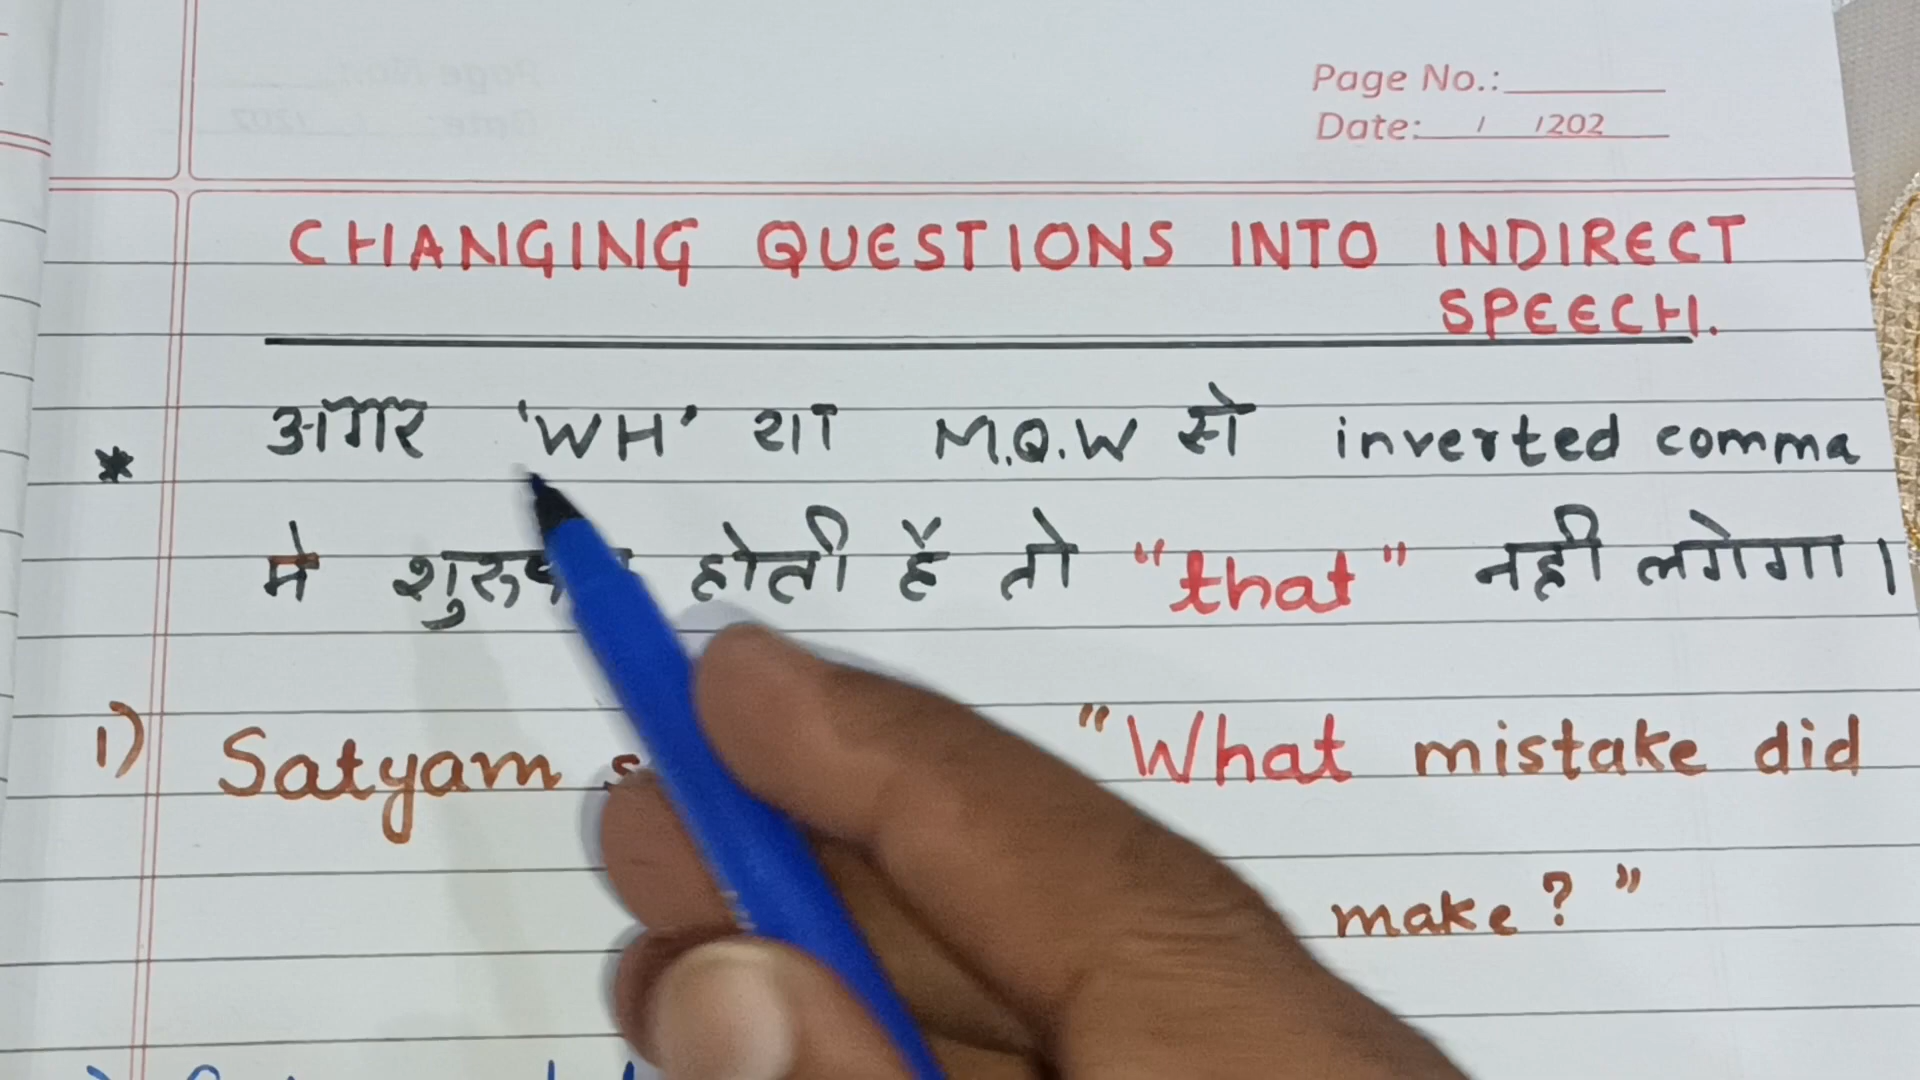 Page No.:
Date: / /202
CHANGING QUESTIONS INTO INDIRECT
SPEECH.
* अगर 'WH' या M.Q.W से inverted comma
मे होती हैं तो "that" नही लगेगा।
1) Satyam "What mistake did
make?"